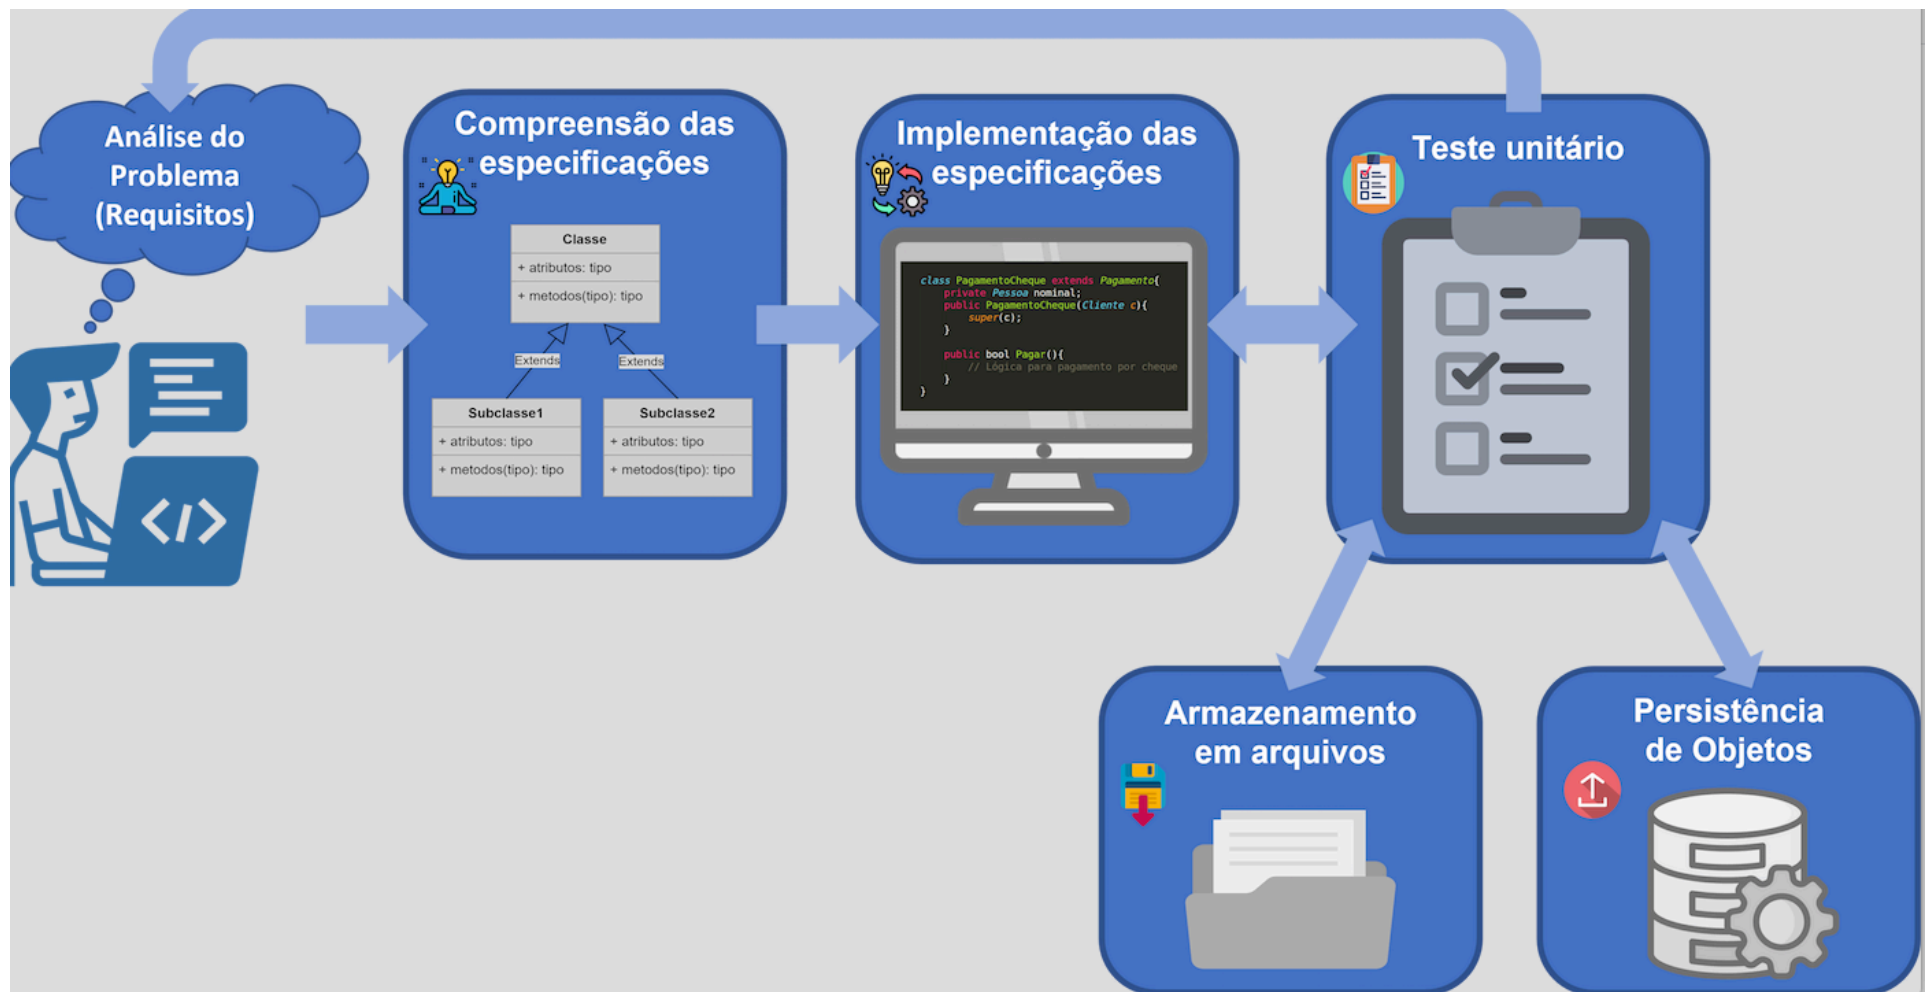 Análise do
Problema
(Requisitos)
Compreensão das
especificações
Classe
+ atributos: tipo
+ metodos(tipo): tipo
Extends
Extends
Subclasse1
+ atributos: tipo
+ metodos(tipo): tipo
Subclasse2
+ atributos: tipo
+ metodos(tipo): tipo
Implementação das
especificações
class PagamentoCheque extends Pagamento{
private Pessoa nominal;
public PagamentoCheque(Cliente c){
super(c);
}
public bool Pagar(){
// Lógica para pagamento por cheque
}
}
Teste unitário
</>
Armazenamento
em arquivos
Persistência
de Objetos